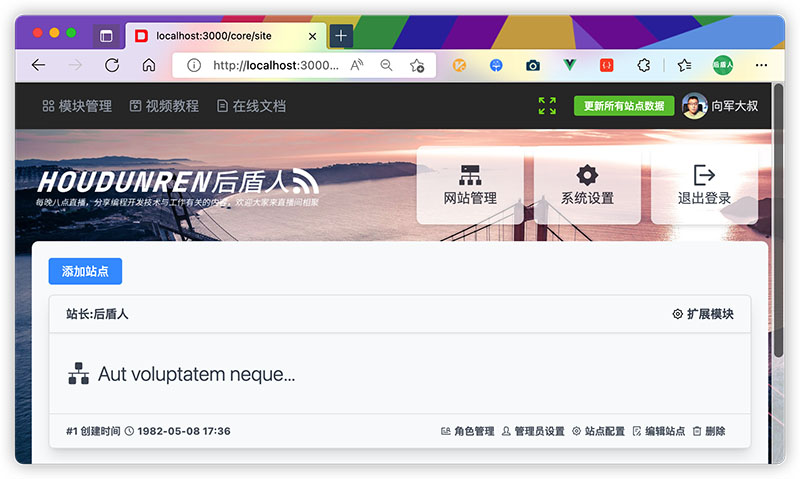 localhost:3000/core/site
http://localhost:3000...
后盾人
模块管理 视频教程 在线文档
更新所有站点数据 向军大叔
HOUDUNREN后盾人
每晚八点直播，分享编程开发技术与工作有关的内容，欢迎大家来直播间相聚
网站管理 系统设置 退出登录
添加站点
站长:后盾人 扩展模块
Aut voluptatem neque...
#1 创建时间 1982-05-08 17:36 角色管理 管理员设置 站点配置 编辑站点 删除